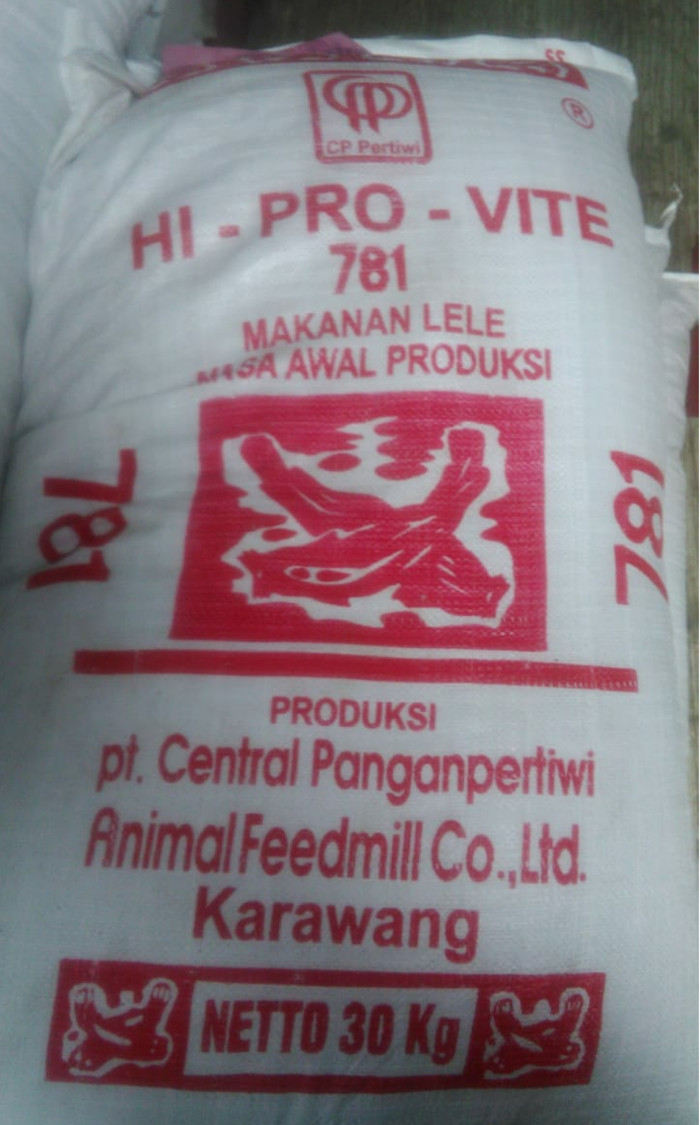 CP Pertiwi
®
HI - PRO - VITE
781
MAKANAN LELE
MASA AWAL PRODUKSI
781
781
PRODUKSI
pt. Central Panganpertiwi
Animal Feedmill Co.,Ltd.
Karawang
NETTO 30 Kg